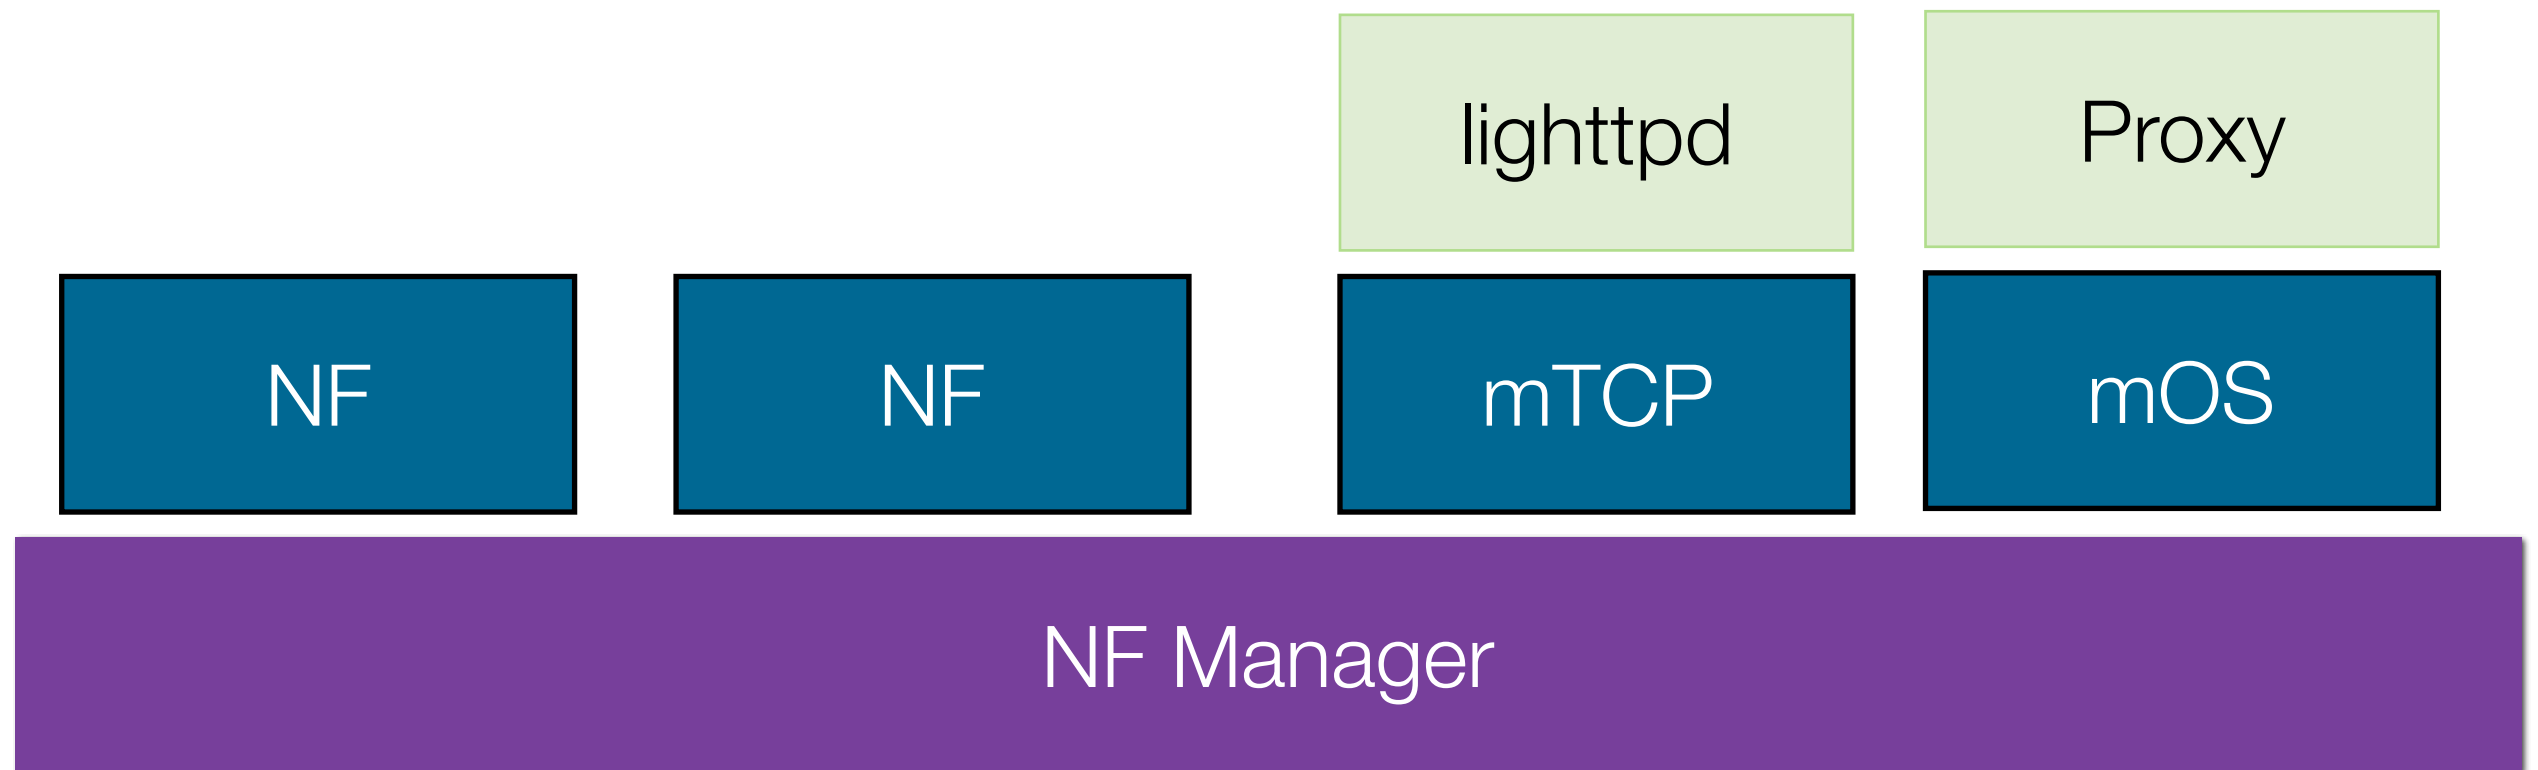 lighttpd
Proxy
NF
NF
mTCP
mOS
NF Manager